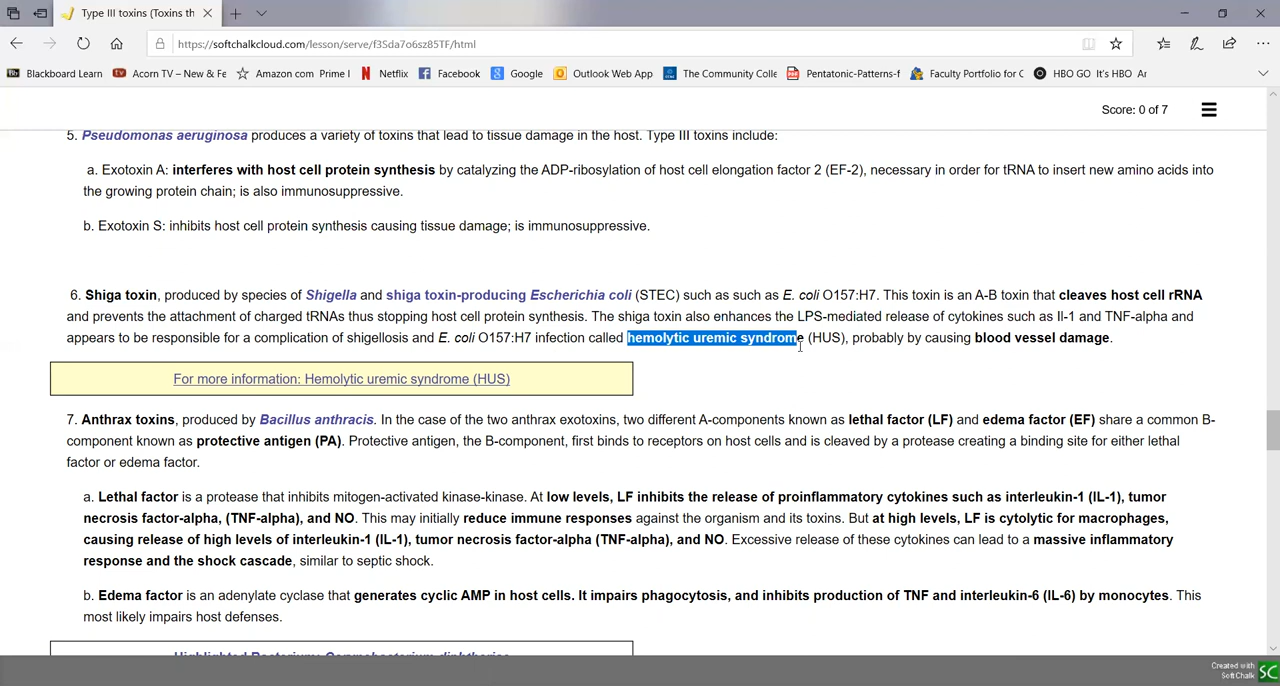 Type III toxins (Toxins th
https://softchalkcloud.com/lesson/serve/f3Sda7o6sz85TF/html
Blackboard Learn Acorn TV – New & Fe Amazon com Prime I Netflix Facebook Google Outlook Web App The Community Colle Pentatonic-Patterns-f Faculty Portfolio for C HBO GO It's HBO Ar
Score: 0 of 7
5. Pseudomonas aeruginosa produces a variety of toxins that lead to tissue damage in the host. Type III toxins include:
a. Exotoxin A: interferes with host cell protein synthesis by catalyzing the ADP-ribosylation of host cell elongation factor 2 (EF-2), necessary in order for tRNA to insert new amino acids into
the growing protein chain; is also immunosuppressive.
b. Exotoxin S: inhibits host cell protein synthesis causing tissue damage; is immunosuppressive.
6. Shiga toxin, produced by species of Shigella and shiga toxin-producing Escherichia coli (STEC) such as such as E. coli O157:H7. This toxin is an A-B toxin that cleaves host cell rRNA
and prevents the attachment of charged tRNAs thus stopping host cell protein synthesis. The shiga toxin also enhances the LPS-mediated release of cytokines such as Il-1 and TNF-alpha and
appears to be responsible for a complication of shigellosis and E. coli O157:H7 infection called hemolytic uremic syndrome (HUS), probably by causing blood vessel damage.
For more information: Hemolytic uremic syndrome (HUS)
7. Anthrax toxins, produced by Bacillus anthracis. In the case of the two anthrax exotoxins, two different A-components known as lethal factor (LF) and edema factor (EF) share a common B-
component known as protective antigen (PA). Protective antigen, the B-component, first binds to receptors on host cells and is cleaved by a protease creating a binding site for either lethal
factor or edema factor.
a. Lethal factor is a protease that inhibits mitogen-activated kinase-kinase. At low levels, LF inhibits the release of proinflammatory cytokines such as interleukin-1 (IL-1), tumor
necrosis factor-alpha, (TNF-alpha), and NO. This may initially reduce immune responses against the organism and its toxins. But at high levels, LF is cytolytic for macrophages,
causing release of high levels of interleukin-1 (IL-1), tumor necrosis factor-alpha (TNF-alpha), and NO. Excessive release of these cytokines can lead to a massive inflammatory
response and the shock cascade, similar to septic shock.
b. Edema factor is an adenylate cyclase that generates cyclic AMP in host cells. It impairs phagocytosis, and inhibits production of TNF and interleukin-6 (IL-6) by monocytes. This
most likely impairs host defenses.
Highlighted Bacterium: Corynebacterium diphtheriae
Created with
SoftChalk SC